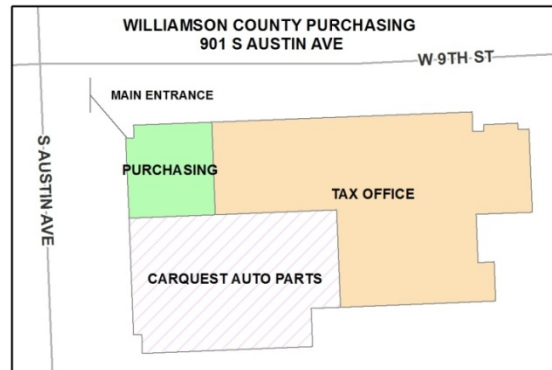 WILLIAMSON COUNTY PURCHASING
901 S AUSTIN AVE
W 9TH ST
MAIN ENTRANCE
S AUSTIN AVE
PURCHASING
TAX OFFICE
CARQUEST AUTO PARTS